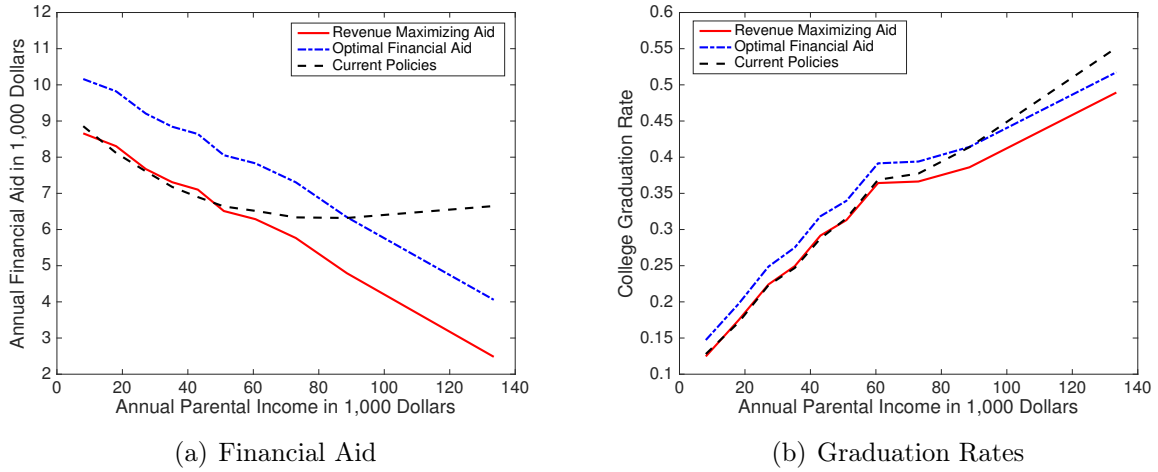 12
11
10
9
8
7
6
5
4
3
2
0 20 40 60 80 100 120 140
Annual Financial Aid in 1,000 Dollars
Annual Parental Income in 1,000 Dollars
Revenue Maximizing Aid
Optimal Financial Aid
Current Policies
(a) Financial Aid
0.6
0.55
0.5
0.45
0.4
0.35
0.3
0.25
0.2
0.15
0.1
0 20 40 60 80 100 120 140
College Graduation Rate
Annual Parental Income in 1,000 Dollars
Revenue Maximizing Aid
Optimal Financial Aid
Current Policies
(b) Graduation Rates